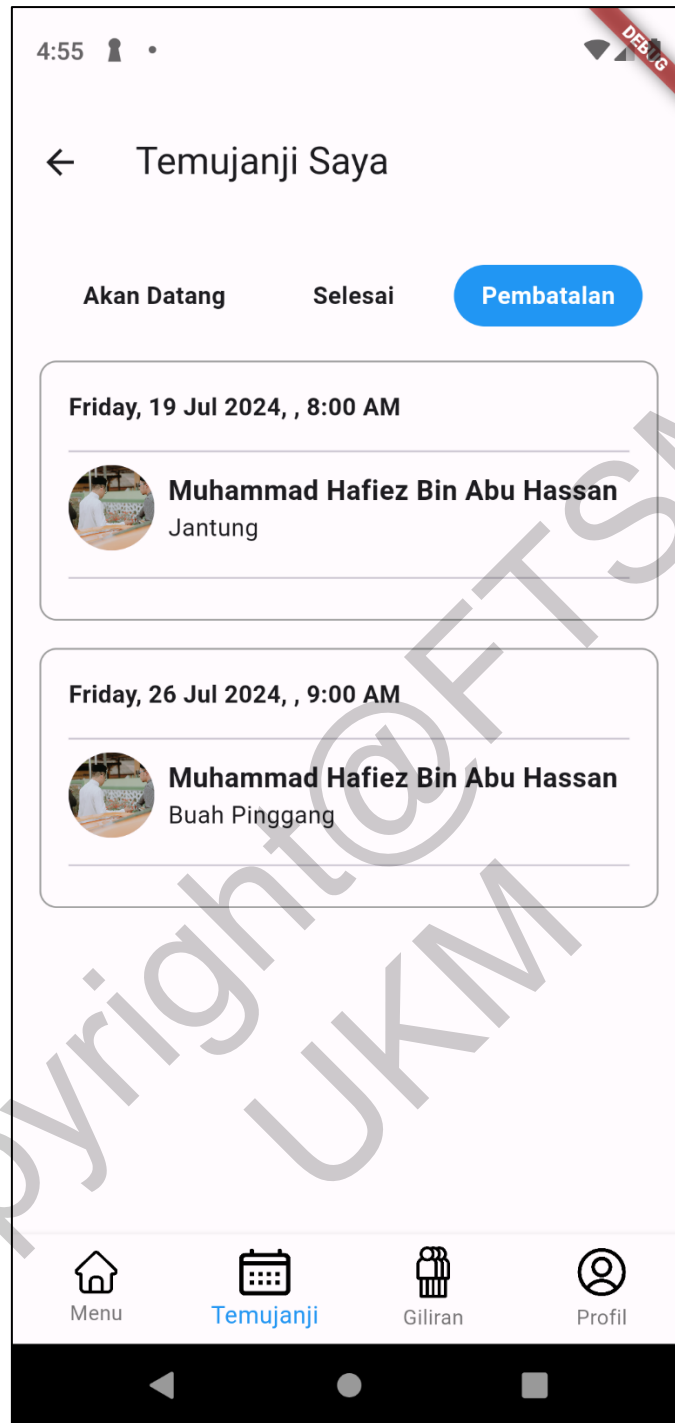 4:55
DEBUG
Temujanji Saya
Akan Datang Selesai Pembatalan
Friday, 19 Jul 2024, , 8:00 AM
Muhammad Hafiez Bin Abu Hassan
Jantung
Friday, 26 Jul 2024, , 9:00 AM
Muhammad Hafiez Bin Abu Hassan
Buah Pinggang
pyright@FTSM
UKM
Menu Temujanji Giliran Profil